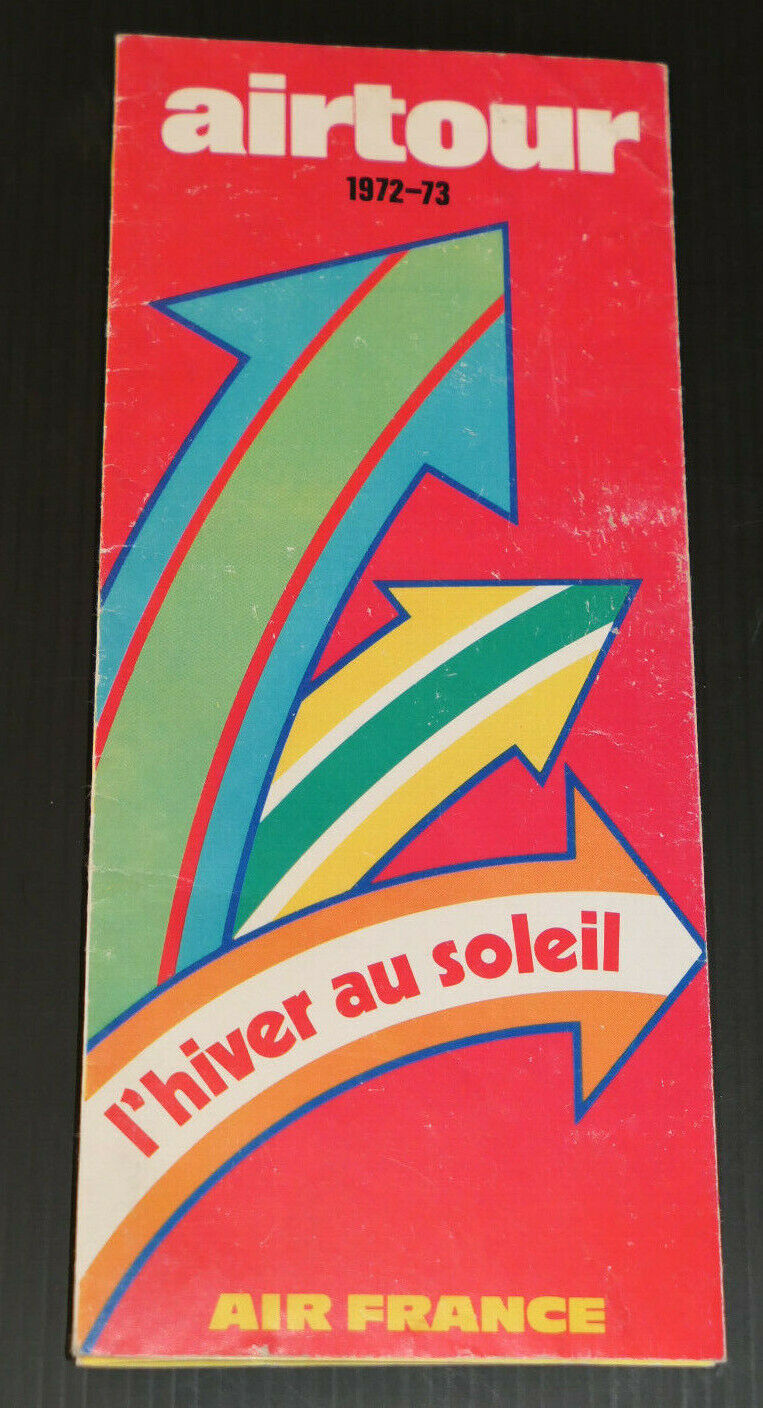 airtour
1972-73
l'hiver au soleil
AIR FRANCE